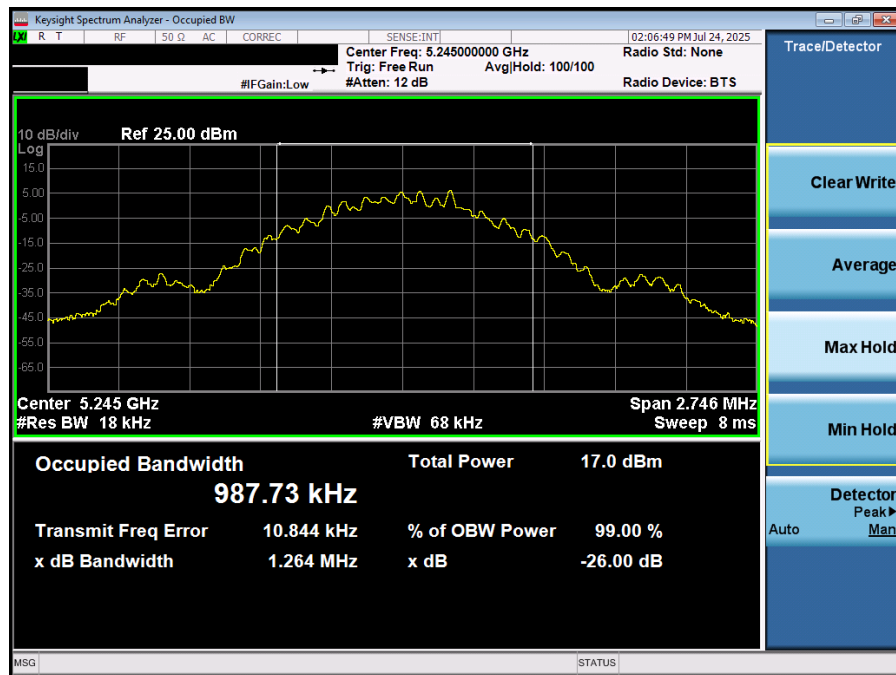 Keysight Spectrum Analyzer - Occupied BW
LXI R T RF 50 Ω AC CORREC SENSE:INT 02:06:49 PM Jul 24, 2025
Center Freq: 5.245000000 GHz Radio Std: None
Trig: Free Run Avg|Hold: 100/100
#IFGain:Low #Atten: 12 dB Radio Device: BTS
10 dB/div Ref 25.00 dBm
Log
15.0
5.00
-5.00
-15.0
-25.0
-35.0
-45.0
-55.0
-65.0
Center 5.245 GHz Span 2.746 MHz
#Res BW 18 kHz #VBW 68 kHz Sweep 8 ms
Occupied Bandwidth Total Power 17.0 dBm
987.73 kHz
Transmit Freq Error 10.844 kHz % of OBW Power 99.00 %
x dB Bandwidth 1.264 MHz x dB -26.00 dB
MSG STATUS
Trace/Detector
Clear Write
Average
Max Hold
Min Hold
Detector
Peak▶
Auto Man